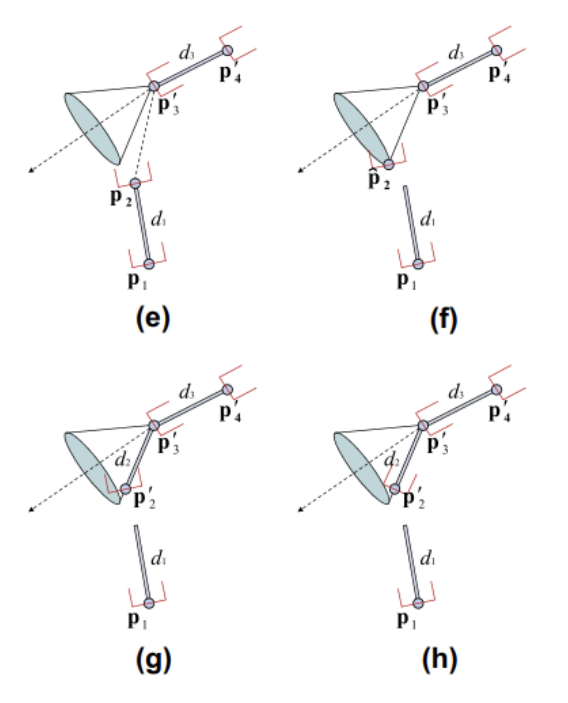 d₃
p′₄
p′₃
p₂
d₁
p₁
(e)
d₃
p′₄
p′₃
p̂₂
d₁
p₁
(f)
d₃
p′₄
p′₃
d₂
p′₂
d₁
p₁
(g)
d₃
p′₄
p′₃
d₂
p′₂
d₁
p₁
(h)